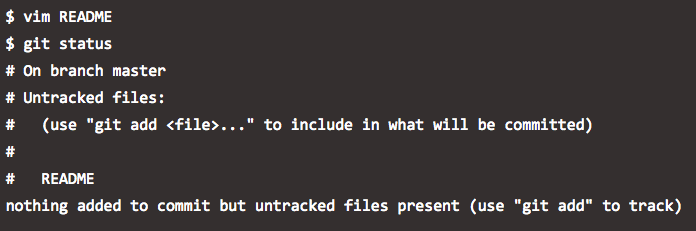 $ vim README
$ git status
# On branch master
# Untracked files:
#   (use "git add <file>..." to include in what will be committed)
#
#   README
nothing added to commit but untracked files present (use "git add" to track)